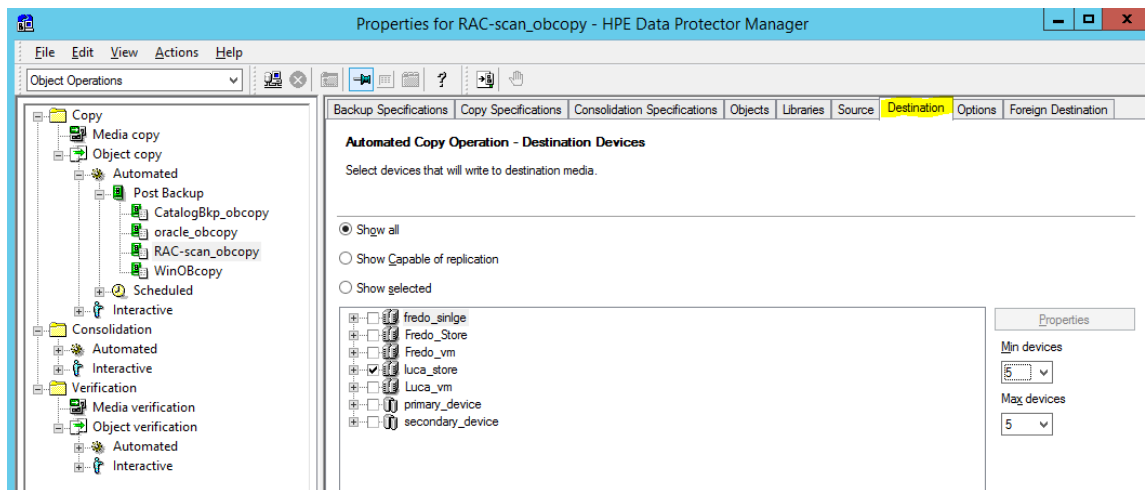 Properties for RAC-scan_obcopy - HPE Data Protector Manager
File Edit View Actions Help
Object Operations
Copy
Media copy
Object copy
Automated
Post Backup
CatalogBkp_obcopy
oracle_obcopy
RAC-scan_obcopy
WinOBcopy
Scheduled
Interactive
Consolidation
Automated
Interactive
Verification
Media verification
Object verification
Automated
Interactive
Backup Specifications Copy Specifications Consolidation Specifications Objects Libraries Source Destination Options Foreign Destination
Automated Copy Operation - Destination Devices
Select devices that will write to destination media.
Show all
Show Capable of replication
Show selected
fredo_sinlge
Fredo_Store
Fredo_vm
luca_store
Luca_vm
primary_device
secondary_device
Properties
Min devices
5
Max devices
5